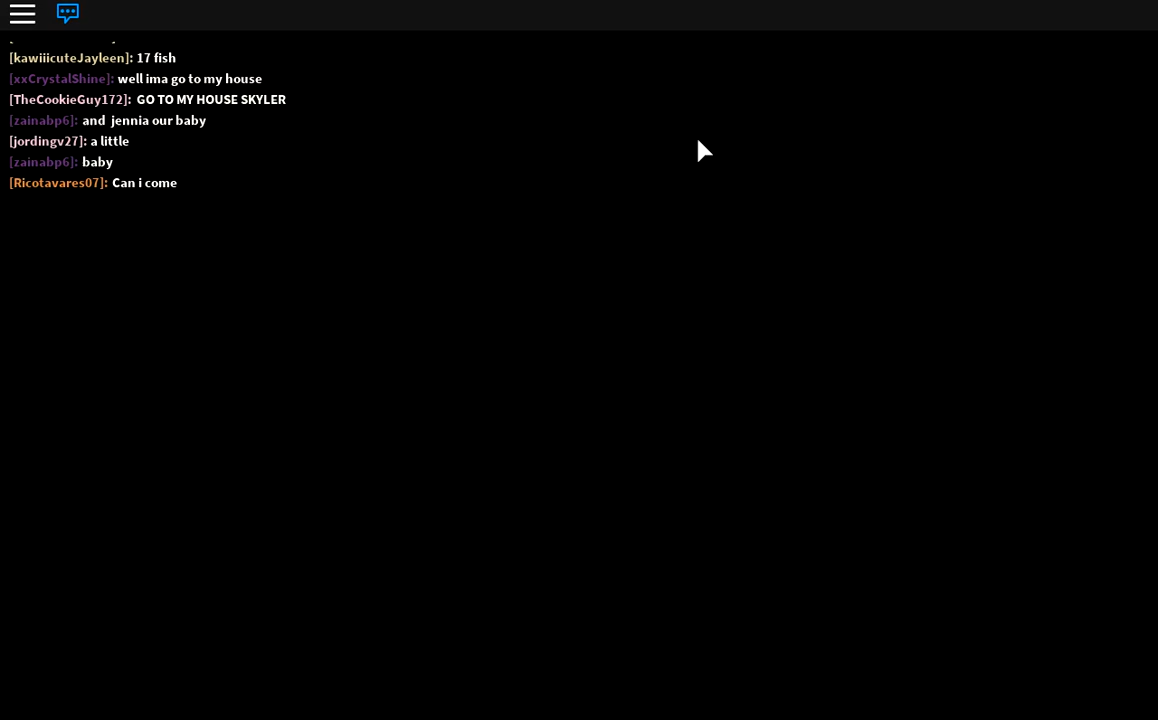 [kawiiicuteJayleen]: 17 fish
[xxCrystalShine]: well ima go to my house
[TheCookieGuy172]: GO TO MY HOUSE SKYLER
[zainabp6]: and  jennia our baby
[jordingv27]: a little
[zainabp6]: baby
[Ricotavares07]: Can i come